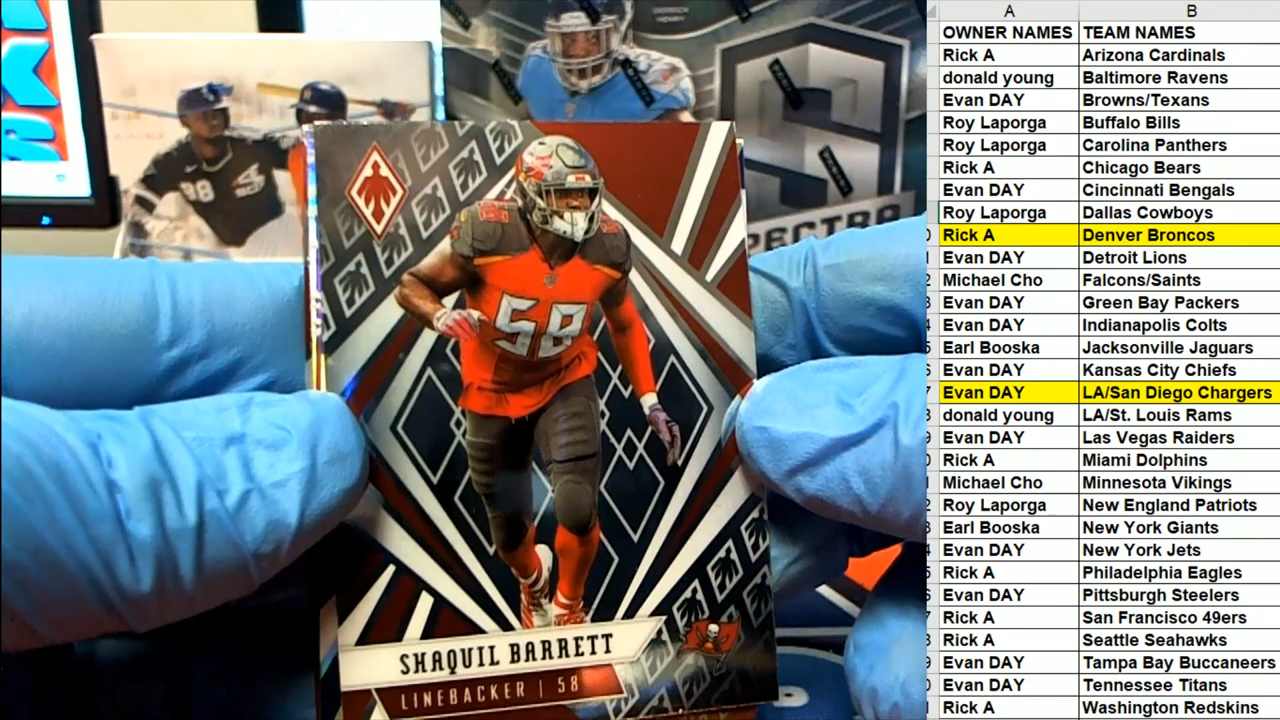 58
SHAQUIL BARRETT
LINEBACKER | 58
98
SPECTRA
A B
OWNER NAMES TEAM NAMES
Rick A Arizona Cardinals
donald young Baltimore Ravens
Evan DAY Browns/Texans
Roy Laporga Buffalo Bills
Roy Laporga Carolina Panthers
Rick A Chicago Bears
Evan DAY Cincinnati Bengals
Roy Laporga Dallas Cowboys
Rick A Denver Broncos
Evan DAY Detroit Lions
Michael Cho Falcons/Saints
Evan DAY Green Bay Packers
Evan DAY Indianapolis Colts
Earl Booska Jacksonville Jaguars
Evan DAY Kansas City Chiefs
Evan DAY LA/San Diego Chargers
donald young LA/St. Louis Rams
Evan DAY Las Vegas Raiders
Rick A Miami Dolphins
Michael Cho Minnesota Vikings
Roy Laporga New England Patriots
Earl Booska New York Giants
Evan DAY New York Jets
Rick A Philadelphia Eagles
Evan DAY Pittsburgh Steelers
Rick A San Francisco 49ers
Rick A Seattle Seahawks
Evan DAY Tampa Bay Buccaneers
Evan DAY Tennessee Titans
Rick A Washington Redskins